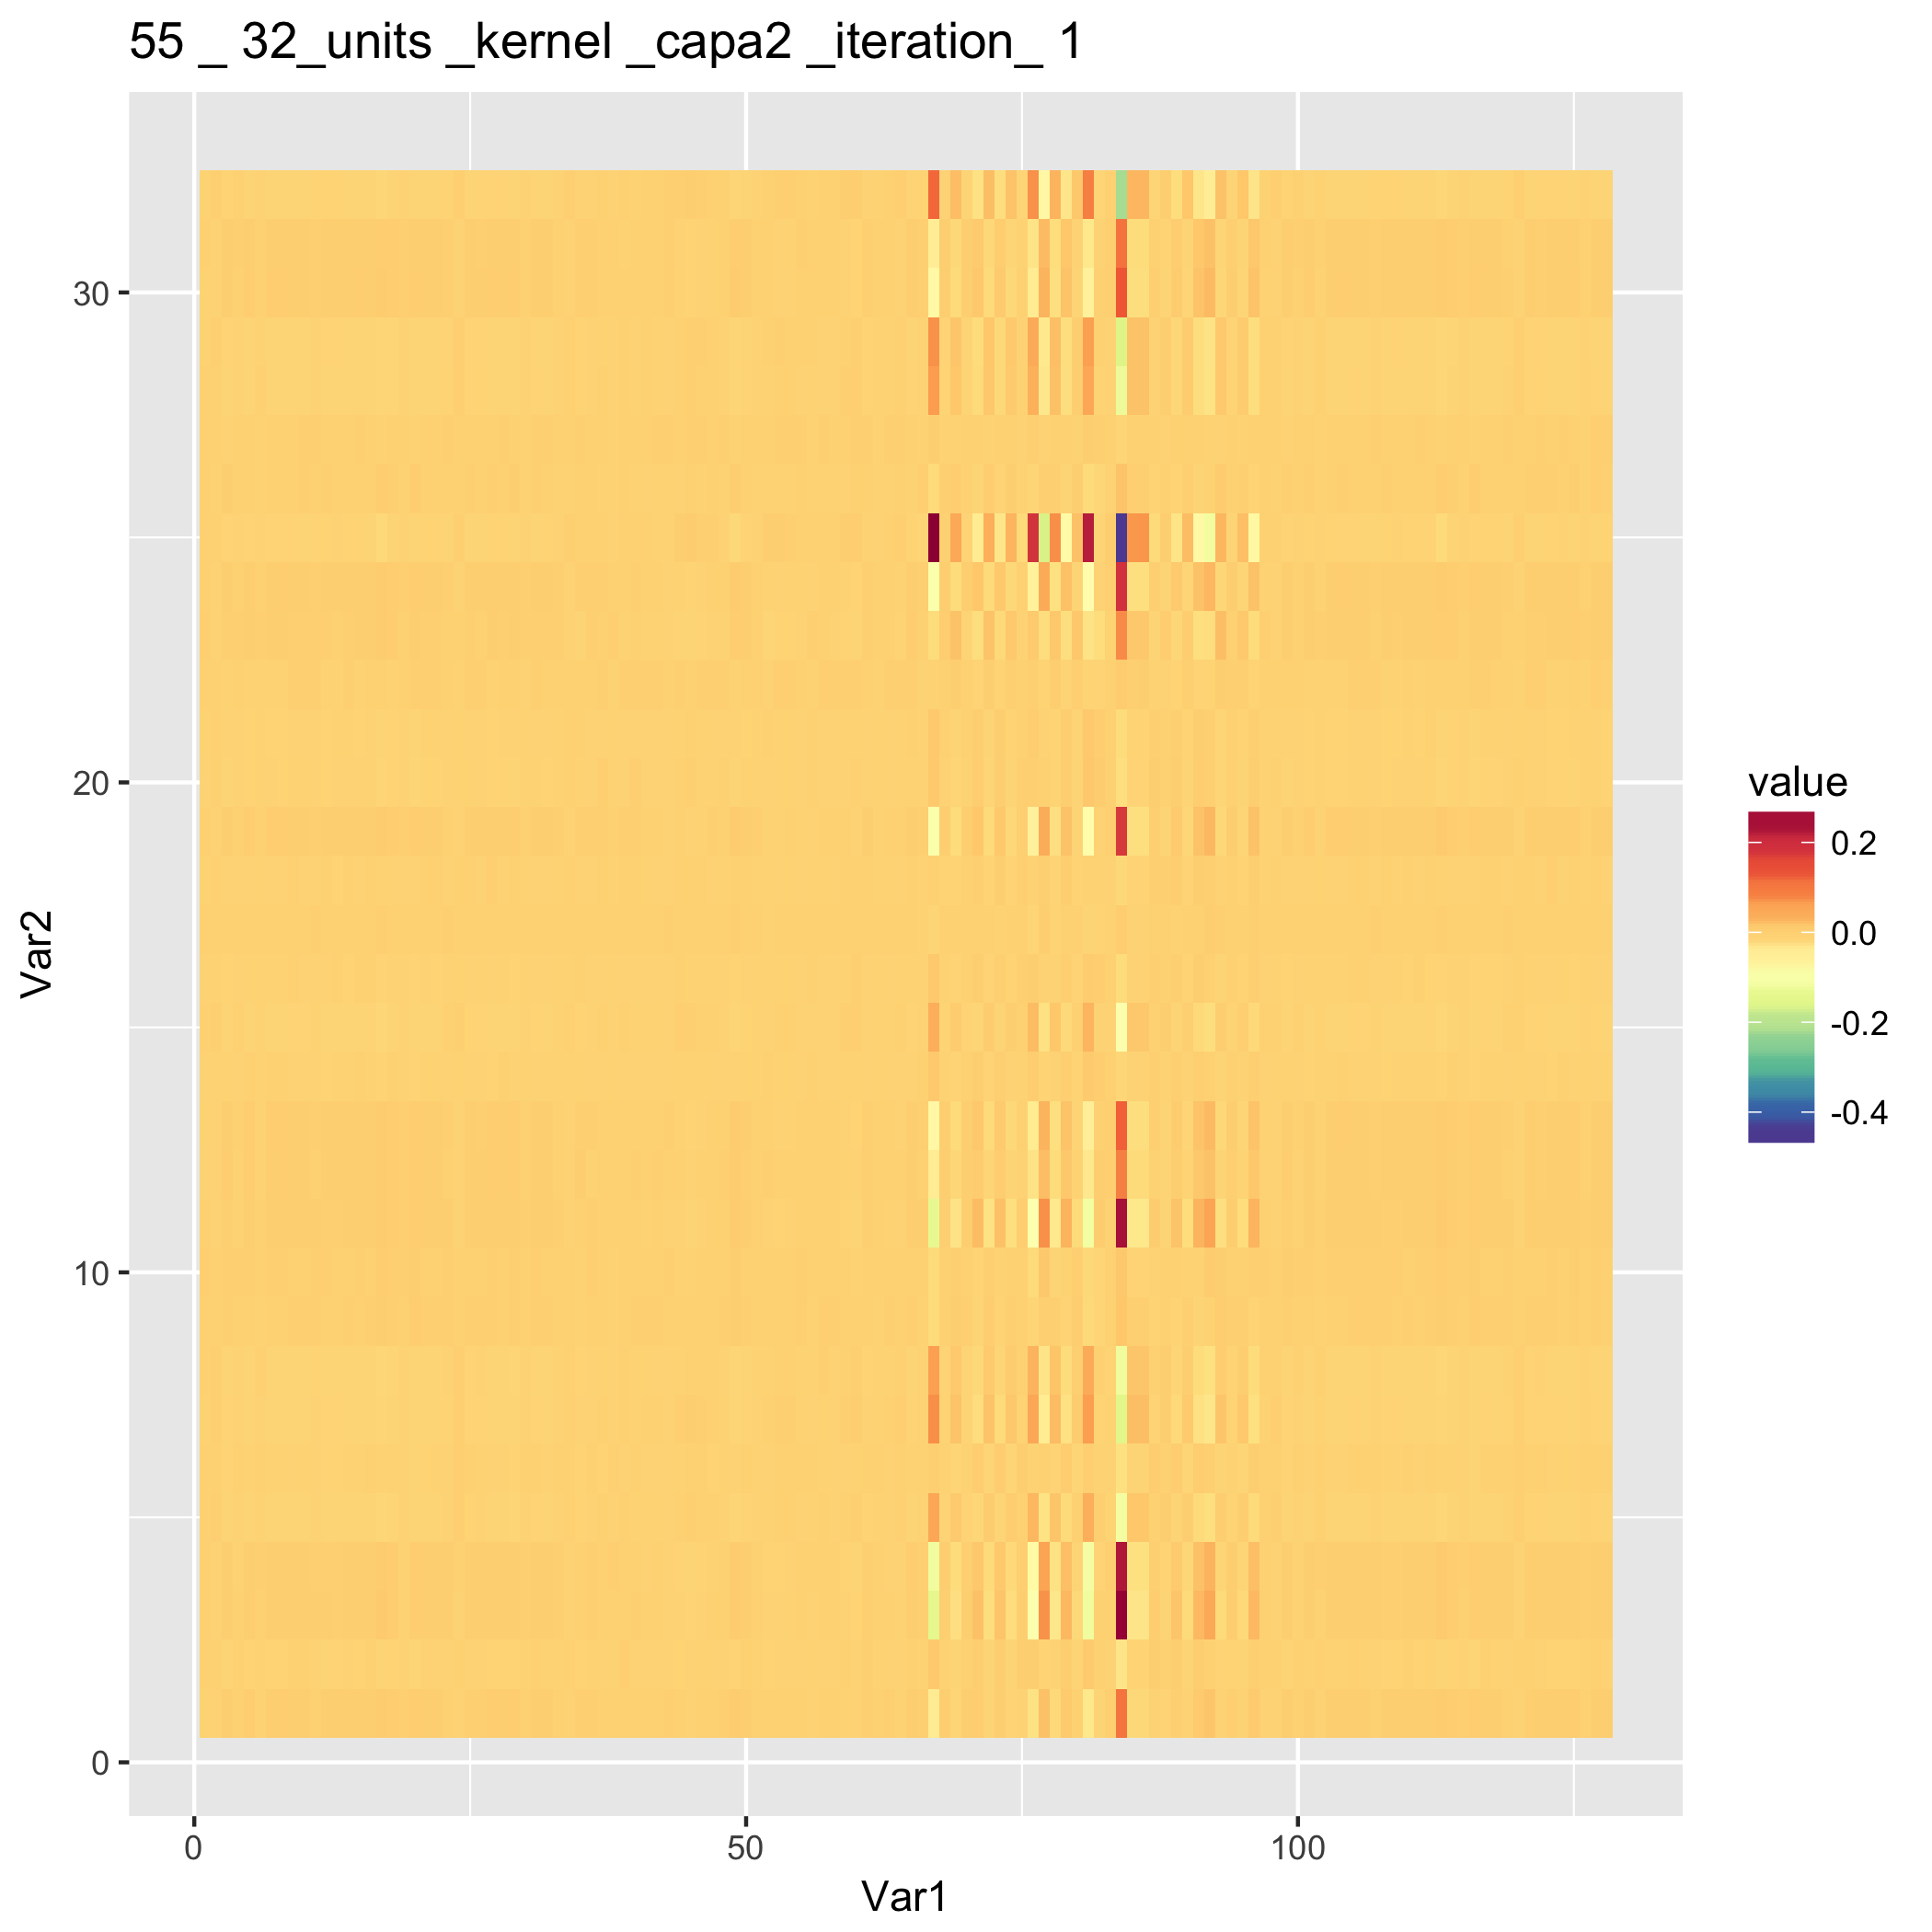 55 _ 32_units _kernel _capa2 _iteration_ 1
30
20
10
0
Var2
0
50
100
Var1
value
0.2
0.0
-0.2
-0.4